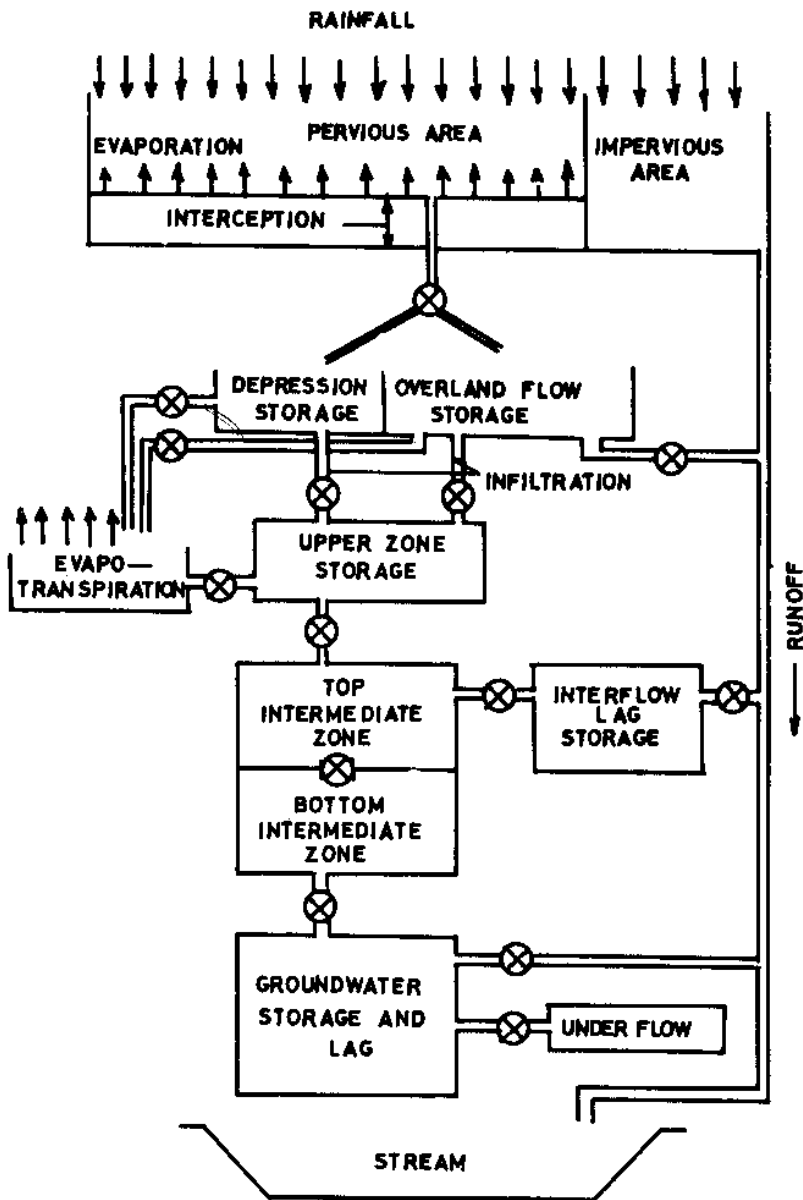 RAINFALL
PERVIOUS AREA
EVAPORATION
IMPERVIOUS
AREA
INTERCEPTION
DEPRESSION
STORAGE
OVERLAND FLOW
STORAGE
INFILTRATION
UPPER ZONE
STORAGE
EVAPO—
TRANSPIRATION
RUNOFF
TOP
INTERMEDIATE
ZONE
INTERFLOW
LAG
STORAGE
BOTTOM
INTERMEDIATE
ZONE
GROUNDWATER
STORAGE AND
LAG
UNDER FLOW
STREAM